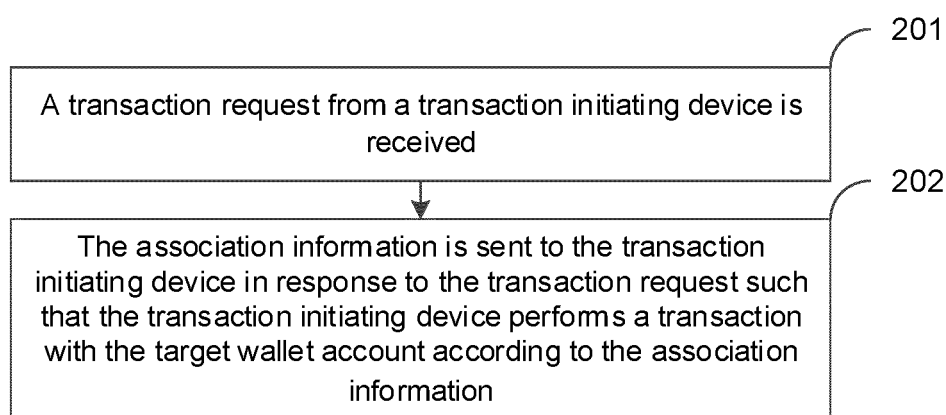 201
A transaction request from a transaction initiating device is
received
202
The association information is sent to the transaction
initiating device in response to the transaction request such
that the transaction initiating device performs a transaction
with the target wallet account according to the association
information